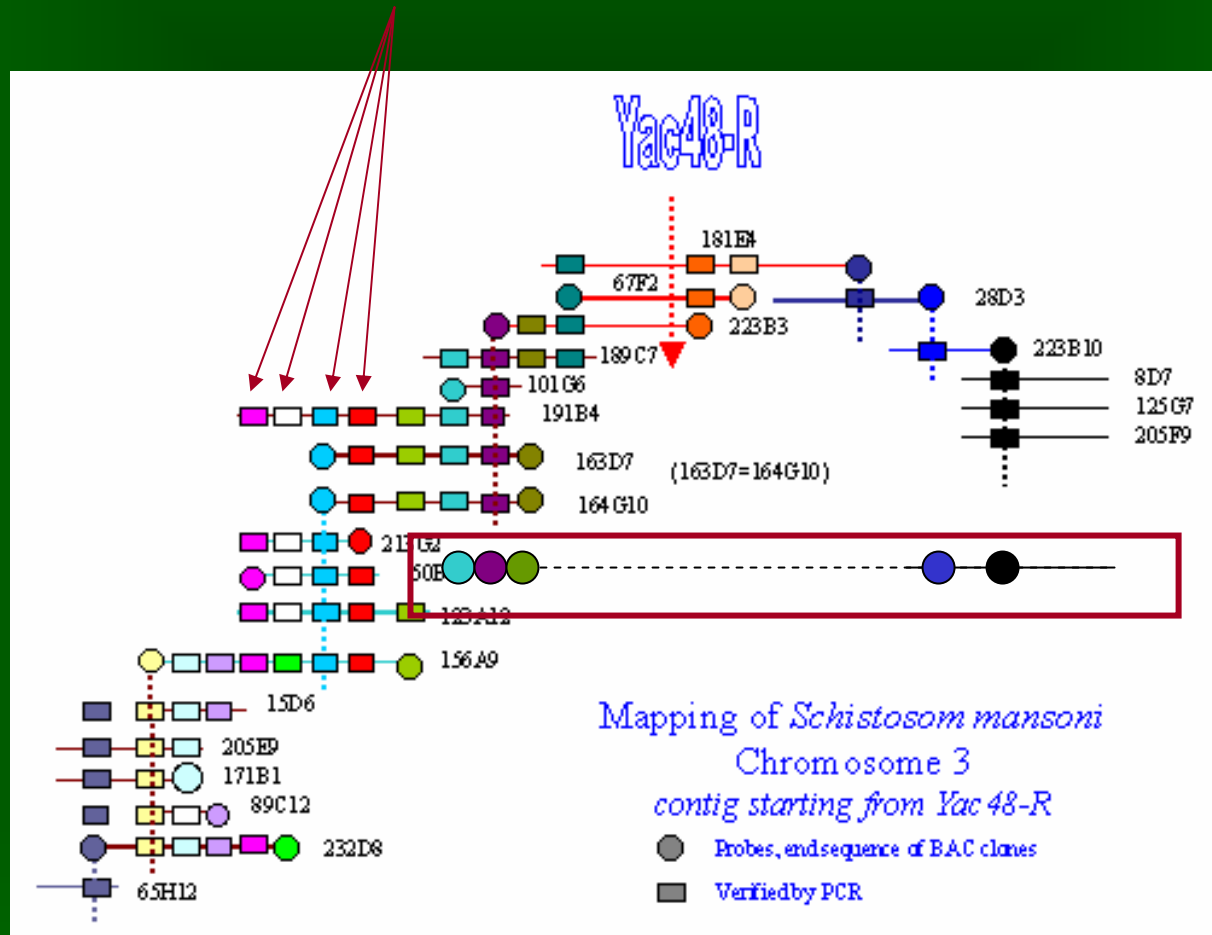 Yac48-R
181E4
67F2
28D3
223B3
223B10
189C7
8D7
101G6
125G7
191B4
205F9
163D7
(163D7=164G10)
164G10
213G2
50B
123A12
156A9
15D6
Mapping of Schistosom mansoni
205E9
Chromosome 3
171B1
89C12
contig starting from Yac 48-R
232D8
Probes, end sequence of BAC clones
65H12
Verified by PCR